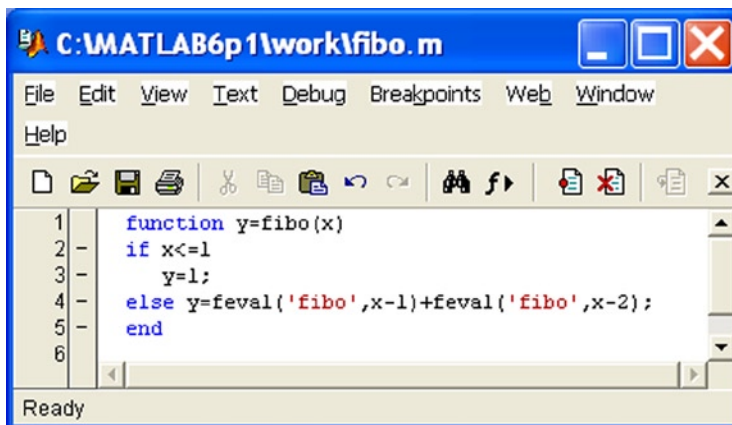 C:\MATLAB6p1\work\fibo.m
File Edit View Text Debug Breakpoints Web Window
Help
1 function y=fibo(x)
2 - if x<=1
3 - y=1;
4 - else y=feval('fibo',x-1)+feval('fibo',x-2);
5 - end
6
Ready